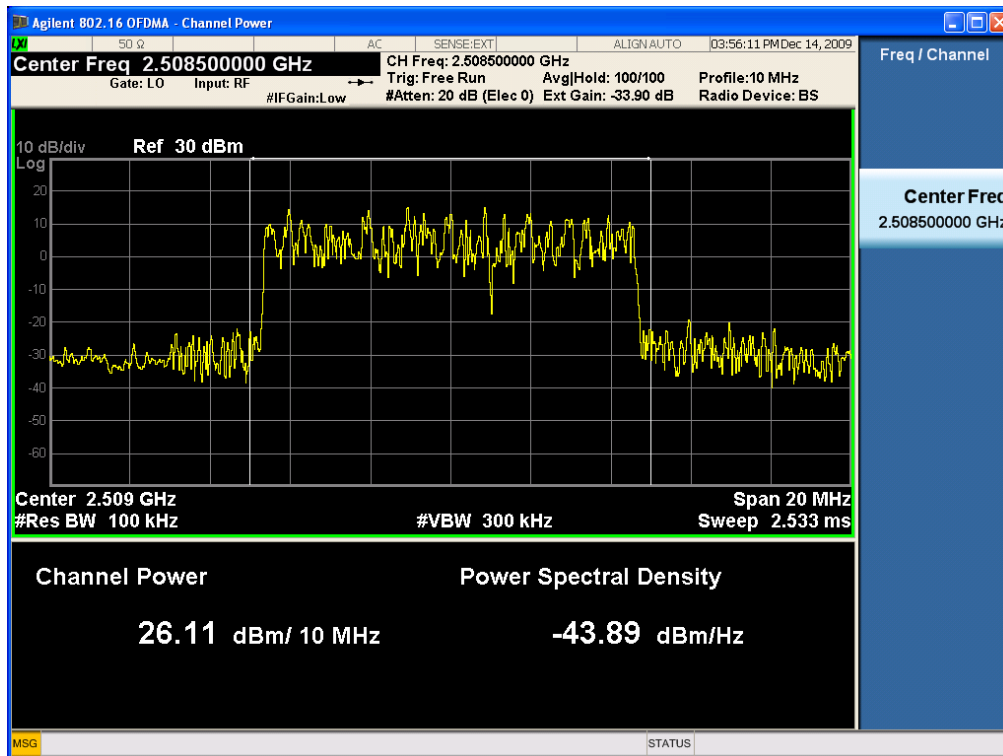 Agilent 802.16 OFDMA - Channel Power
LXI 50 Ω AC SENSE:EXT ALIGN AUTO 03:56:11 PM Dec 14, 2009
Center Freq 2.508500000 GHz
Gate: LO Input: RF
#IFGain:Low
CH Freq: 2.508500000 GHz
Trig: Free Run Avg|Hold: 100/100 Profile:10 MHz
#Atten: 20 dB (Elec 0) Ext Gain: -33.90 dB Radio Device: BS
Freq / Channel
Center Freq
2.508500000 GHz
10 dB/div Ref 30 dBm
Log
20
10
0
-10
-20
-30
-40
-50
-60
Center 2.509 GHz Span 20 MHz
#Res BW 100 kHz #VBW 300 kHz Sweep 2.533 ms
Channel Power Power Spectral Density
26.11 dBm/ 10 MHz -43.89 dBm/Hz
MSG STATUS